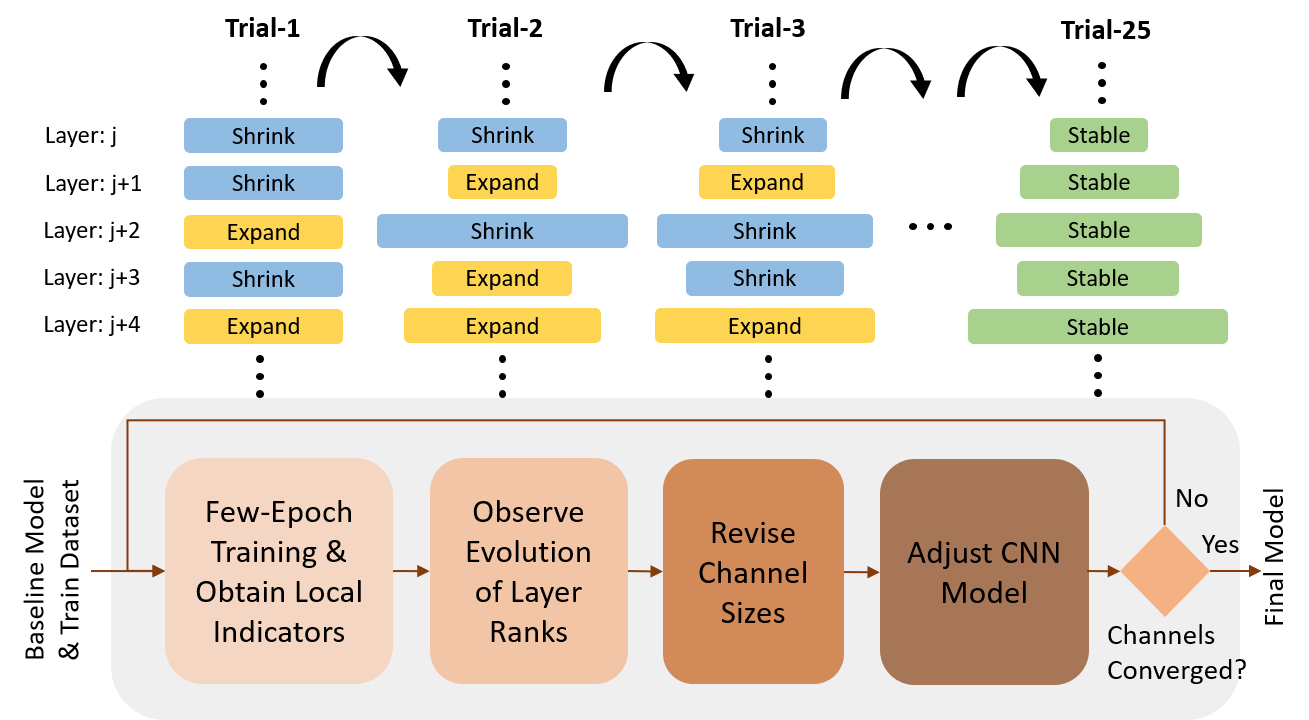 Trial-1 Trial-2 Trial-3 Trial-25
Layer: j Shrink Shrink Shrink Stable
Layer: j+1 Shrink Expand Expand Stable
Layer: j+2 Expand Shrink Shrink Stable
Layer: j+3 Shrink Expand Shrink Stable
Layer: j+4 Expand Expand Expand Stable
Baseline Model
& Train Dataset
Few-Epoch
Training &
Obtain Local
Indicators
Observe
Evolution
of Layer
Ranks
Revise
Channel
Sizes
Adjust CNN
Model
No
Yes
Channels
Converged?
Final Model